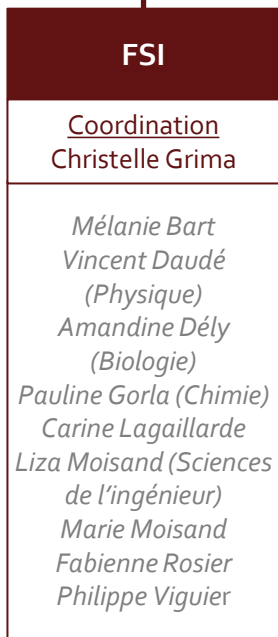 FSI
Coordination
Christelle Grima
Mélanie Bart
Vincent Daudé
(Physique)
Amandine Dély
(Biologie)
Pauline Gorla (Chimie)
Carine Lagaillarde
Liza Moisand (Sciences
de l'ingénieur)
Marie Moisand
Fabienne Rosier
Philippe Viguier